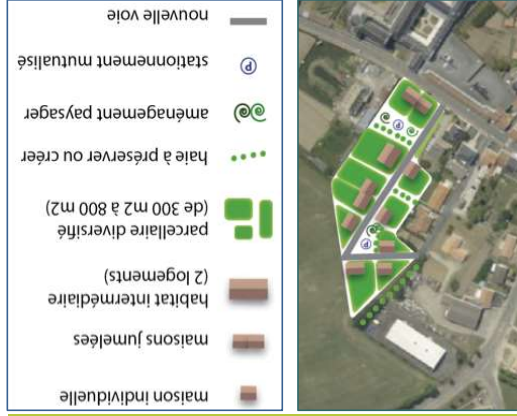 maison individuelle
maisons jumelées
habitat intermédiaire
(2 logements)
parcellaire diversifié
(de 300 m2 à 800 m2)
haie à préserver ou créer
aménagement paysager
P stationnement mutualisé
nouvelle voie
P
P